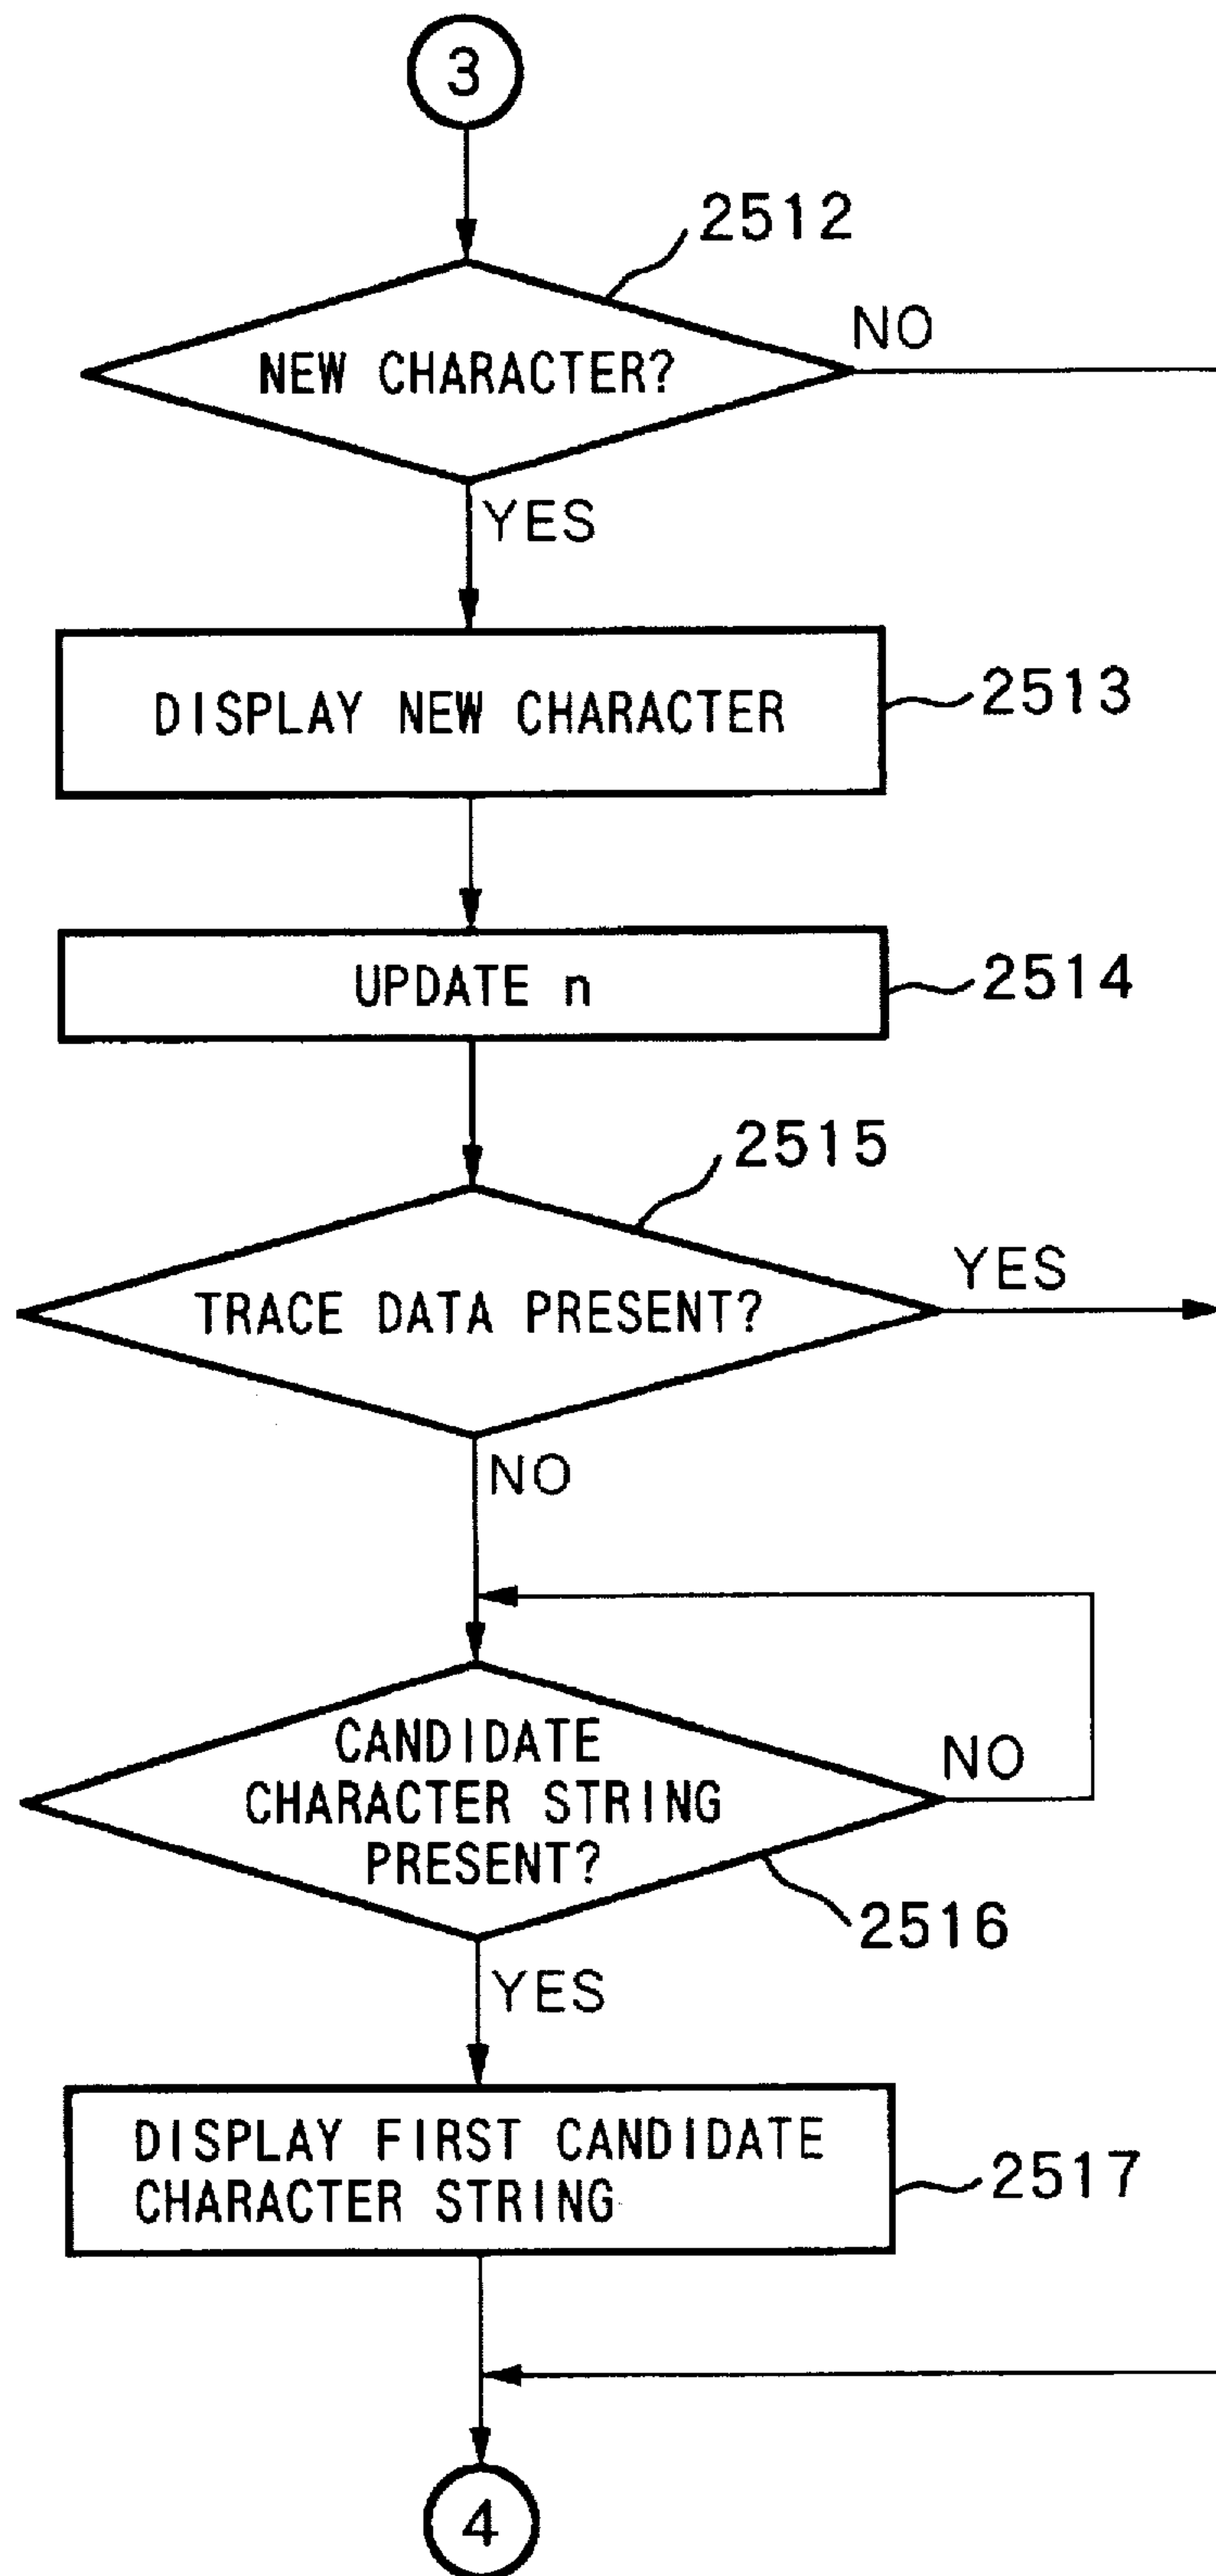 3
2512
NEW CHARACTER?
NO
YES
DISPLAY NEW CHARACTER
2513
UPDATE n
2514
2515
TRACE DATA PRESENT?
YES
NO
CANDIDATE
CHARACTER STRING
PRESENT?
NO
2516
YES
DISPLAY FIRST CANDIDATE
CHARACTER STRING
2517
4